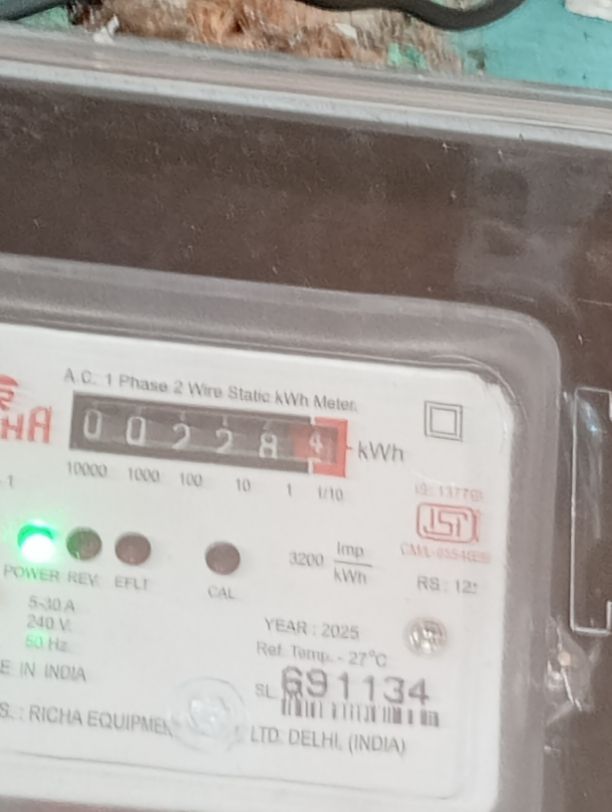 A.C. 1 Phase 2 Wire Static kWh Meter.
HA
0 0 2 2 8 4 kWh
10000 1000 100 10 1 1/10
ISI
3200 Imp/kWh
POWER REV. EFLT CAL
RS : 12
5-30 A
240 V.
50 Hz.
YEAR : 2025
Ref. Temp. - 27°C
E IN INDIA
SL. 691134
S. : RICHA EQUIPMEN LTD. DELHI, (INDIA)